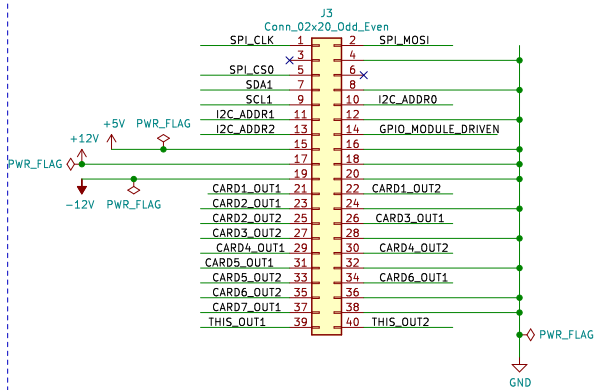 J3
Conn_02x20_Odd_Even
SPI_CLK 1 2 SPI_MOSI
3 4
SPI_CS0 5 6
SDA1 7 8
SCL1 9 10 I2C_ADDR0
I2C_ADDR1 11 12
I2C_ADDR2 13 14 GPIO_MODULE_DRIVEN
+5V PWR_FLAG 15 16
PWR_FLAG +12V 17 18
19 20
-12V PWR_FLAG
CARD1_OUT1 21 22 CARD1_OUT2
CARD2_OUT1 23 24
CARD2_OUT2 25 26 CARD3_OUT1
CARD3_OUT2 27 28
CARD4_OUT1 29 30 CARD4_OUT2
CARD5_OUT1 31 32
CARD5_OUT2 33 34 CARD6_OUT1
CARD6_OUT2 35 36
CARD7_OUT1 37 38
THIS_OUT1 39 40 THIS_OUT2
PWR_FLAG
GND